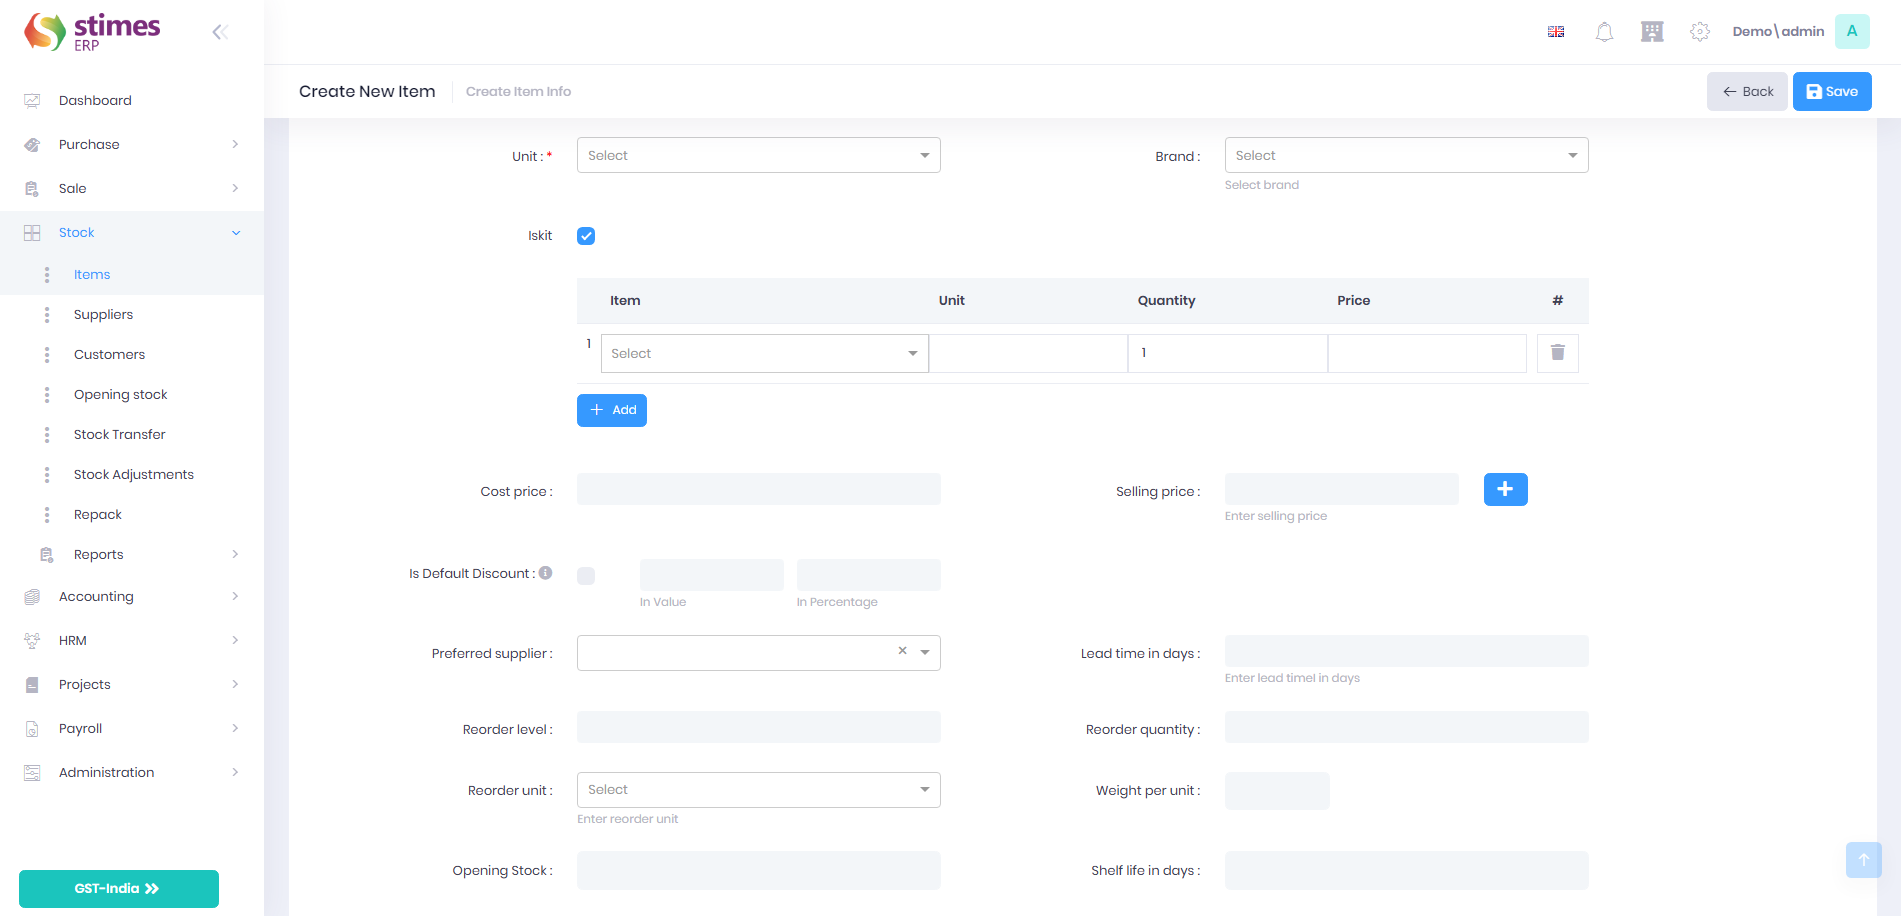 stimes
ERP
Demo\admin
A
Create New Item
Create Item Info
Back
Save
Dashboard
Purchase
Sale
Stock
Items
Suppliers
Customers
Opening stock
Stock Transfer
Stock Adjustments
Repack
Reports
Accounting
HRM
Projects
Payroll
Administration
GST-India
Unit : * Select
Brand : Select
Select brand
Iskit
Item Unit Quantity Price #
1 Select 1
Add
Cost price :
Selling price :
Enter selling price
Is Default Discount :
In Value In Percentage
Preferred supplier : ×
Lead time in days :
Enter lead timel in days
Reorder level :
Reorder quantity :
Reorder unit : Select
Enter reorder unit
Weight per unit :
Opening Stock :
Shelf life in days :